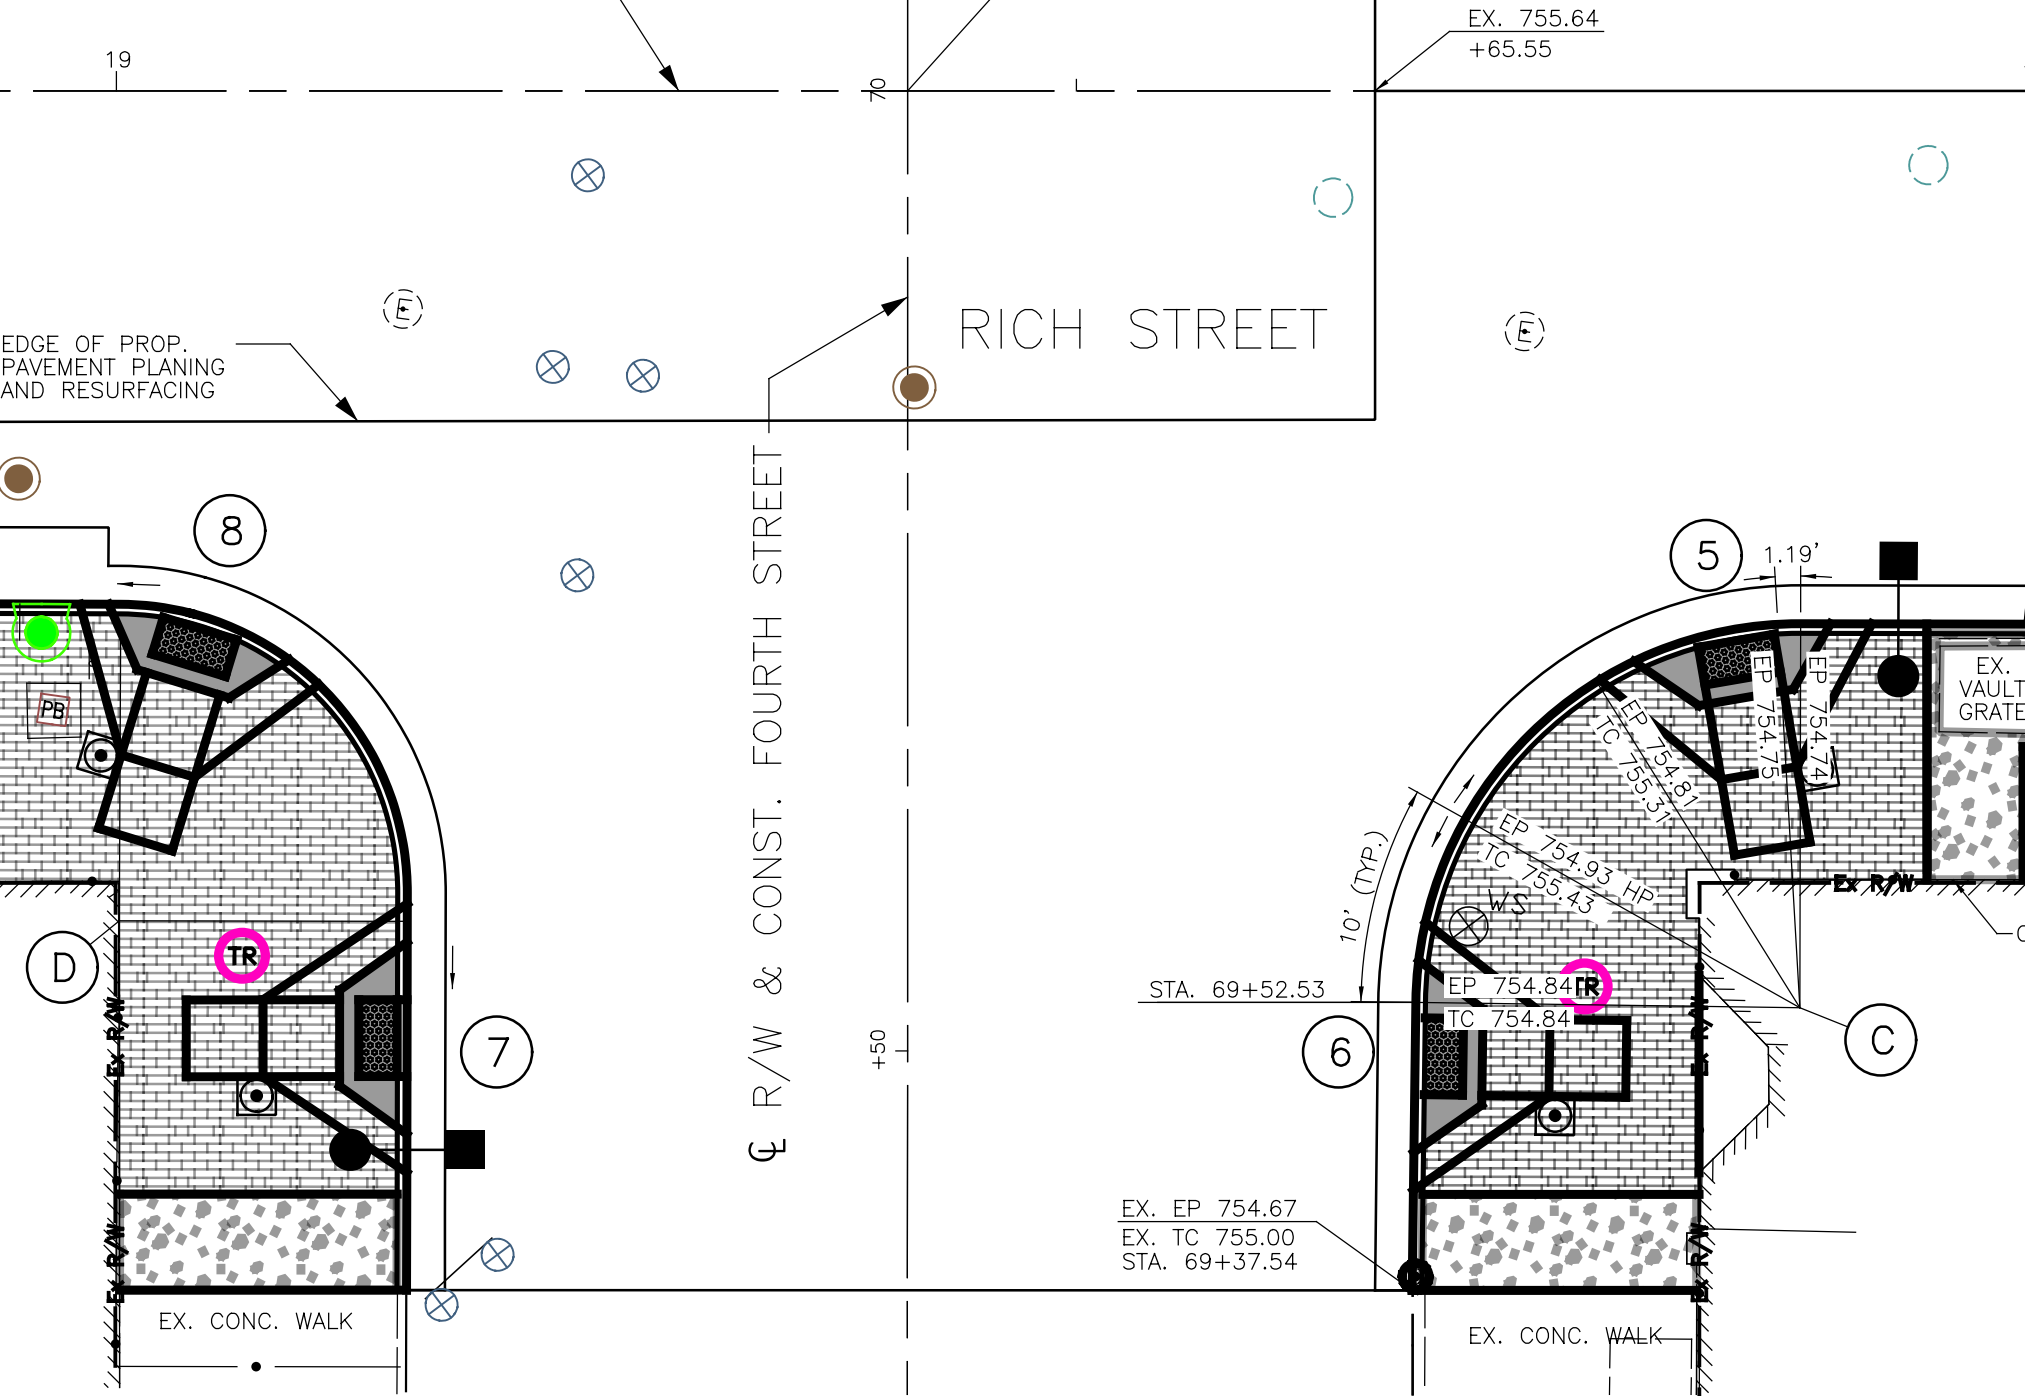 EX. 755.64
+65.55
19
70
RICH STREET
E
E
EDGE OF PROP.
PAVEMENT PLANING
AND RESURFACING
8
5
1.19'
EX.
VAULT
GRATE
PB
EP 754.75
EP 754.74
EP 754.81
TC 755.31
EP 754.93 HP
TC 755.43
10' (TYP.)
WS
Ex R/W
℄ R/W & CONST. FOURTH STREET
D
TR
TR
STA. 69+52.53
EP 754.84
TC 754.84
Ex R/W
Ex R/W
7
+50
6
C
EX. EP 754.67
EX. TC 755.00
STA. 69+37.54
Ex R/W
Ex R/W
EX. CONC. WALK
EX. CONC. WALK